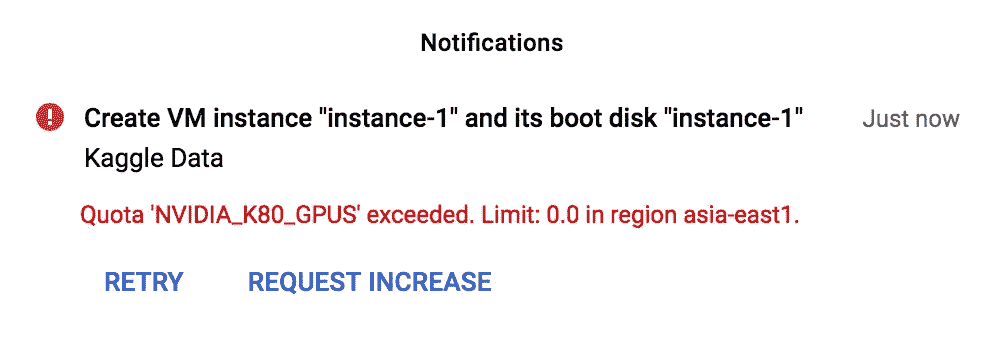 Notifications
Create VM instance "instance-1" and its boot disk "instance-1" Just now
Kaggle Data
Quota 'NVIDIA_K80_GPUS' exceeded. Limit: 0.0 in region asia-east1.
RETRY REQUEST INCREASE